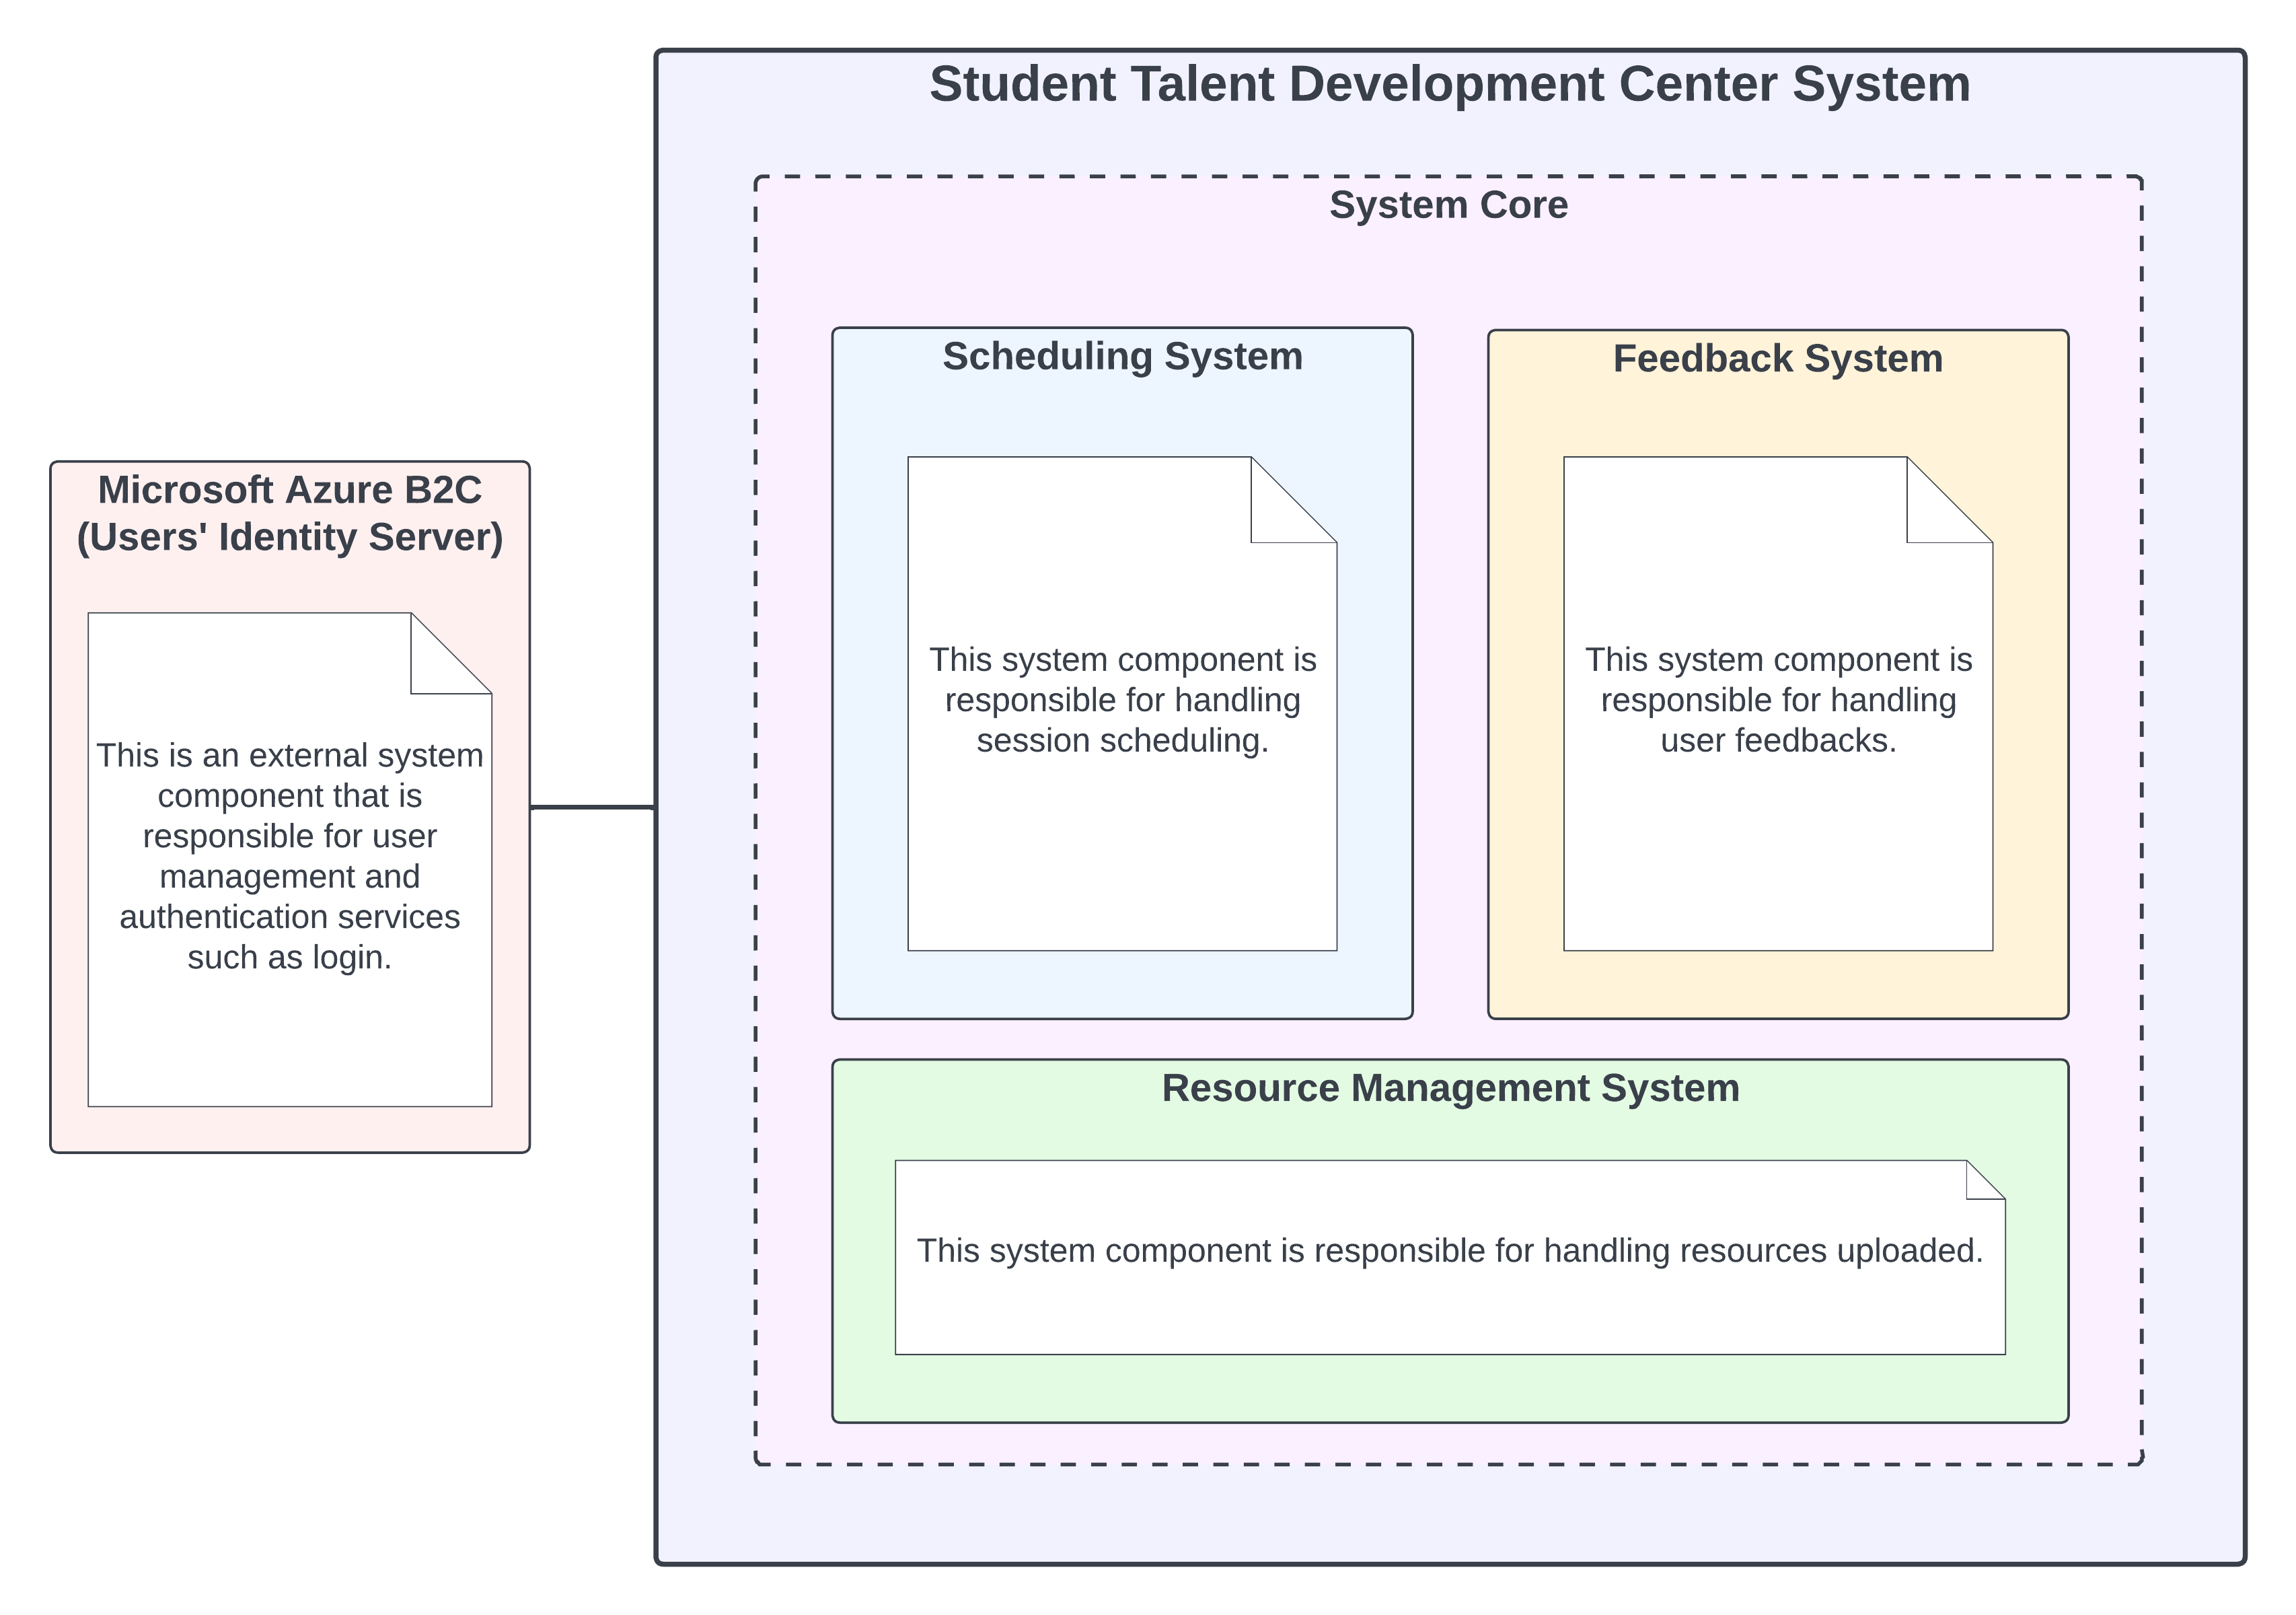 Student Talent Development Center System
System Core
Scheduling System
This system component is
responsible for handling
session scheduling.
Feedback System
This system component is
responsible for handling
user feedbacks.
Microsoft Azure B2C
(Users' Identity Server)
This is an external system
component that is
responsible for user
management and
authentication services
such as login.
Resource Management System
This system component is responsible for handling resources uploaded.